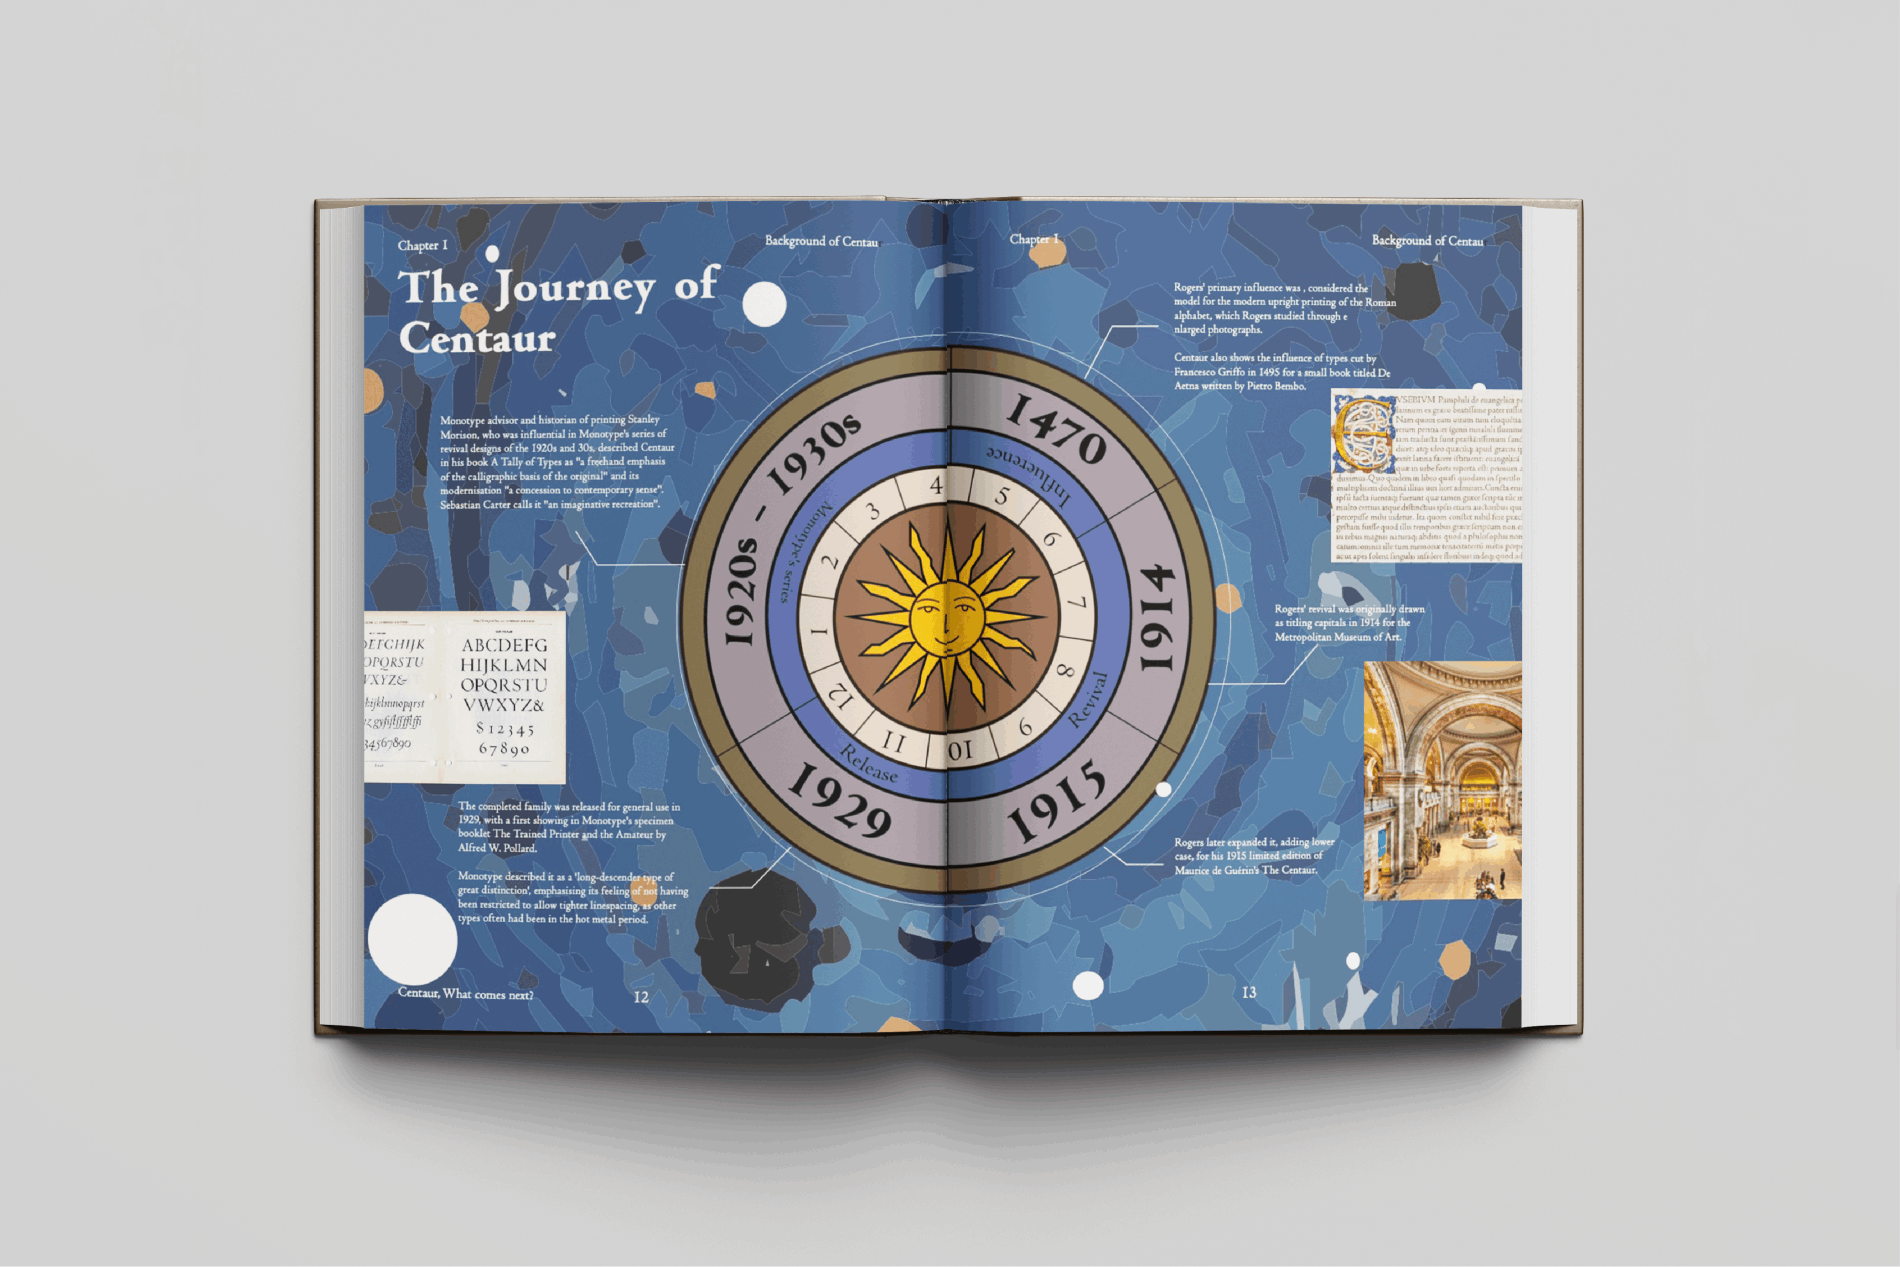 Chapter I
Background of Centau
The Journey of
Centaur
Monotype advisor and historian of printing Stanley
Morison, who was influential in Monotype's series of
revival designs of the 1920s and 30s, described Centaur
in his book A Tally of Types as "a freehand emphasis
of the calligraphic basis of the original" and its
modernisation "a concession to contemporary sense".
Sebastian Carter calls it "an imaginative recreation".
DEFGHIJK
OPQRSTU
VXYZ&
hijklmnopqrst
34567890
ABCDEFG
HIJKLMN
OPQRSTU
VWXYZ&
$12345
67890
The completed family was released for general use in
1929, with a first showing in Monotype's specimen
booklet The Trained Printer and the Amateur by
Alfred W. Pollard.
Monotype described it as a 'long-descender type of
great distinction', emphasising its feeling of not having
been restricted to allow tighter linespacing, as other
types often had been in the hot metal period.
Centaur, What comes next?
12
1920s - 1930s
1470
1914
1915
1929
Monotype's series
Influerence
Revival
Release
1
2
3
4
5
6
7
8
9
10
11
12
Chapter I
Background of Centau
Rogers' primary influence was , considered the
model for the modern upright printing of the Roman
alphabet, which Rogers studied through e
nlarged photographs.
Centaur also shows the influence of types cut by
Francesco Griffo in 1495 for a small book titled De
Aetna written by Pietro Bembo.
VSEBIVM Pamphili de euangelica
Rogers' revival was originally drawn
as titling capitals in 1914 for the
Metropolitan Museum of Art.
Rogers later expanded it, adding lower
case, for his 1915 limited edition of
Maurice de Guérin's The Centaur.
13